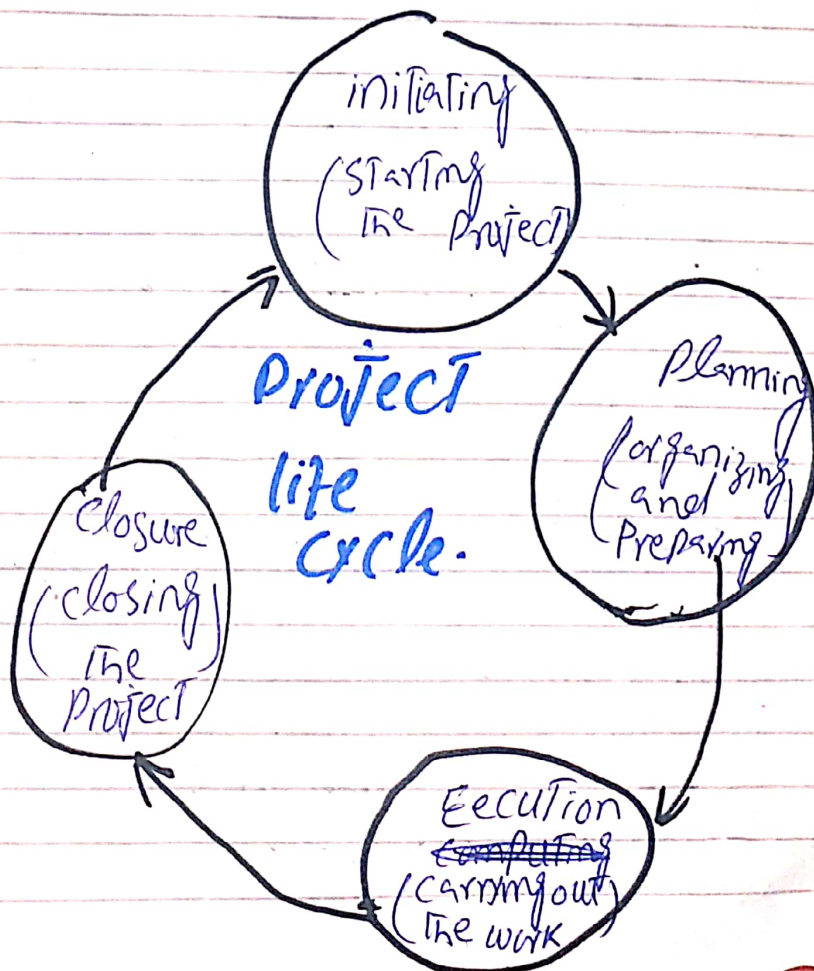 initiating
(starting
the project
Project
life
cycle.
planning
(organizing
and
preparing)
Eecution
computing
(carrying out
the work)
closure
(closing)
the
project